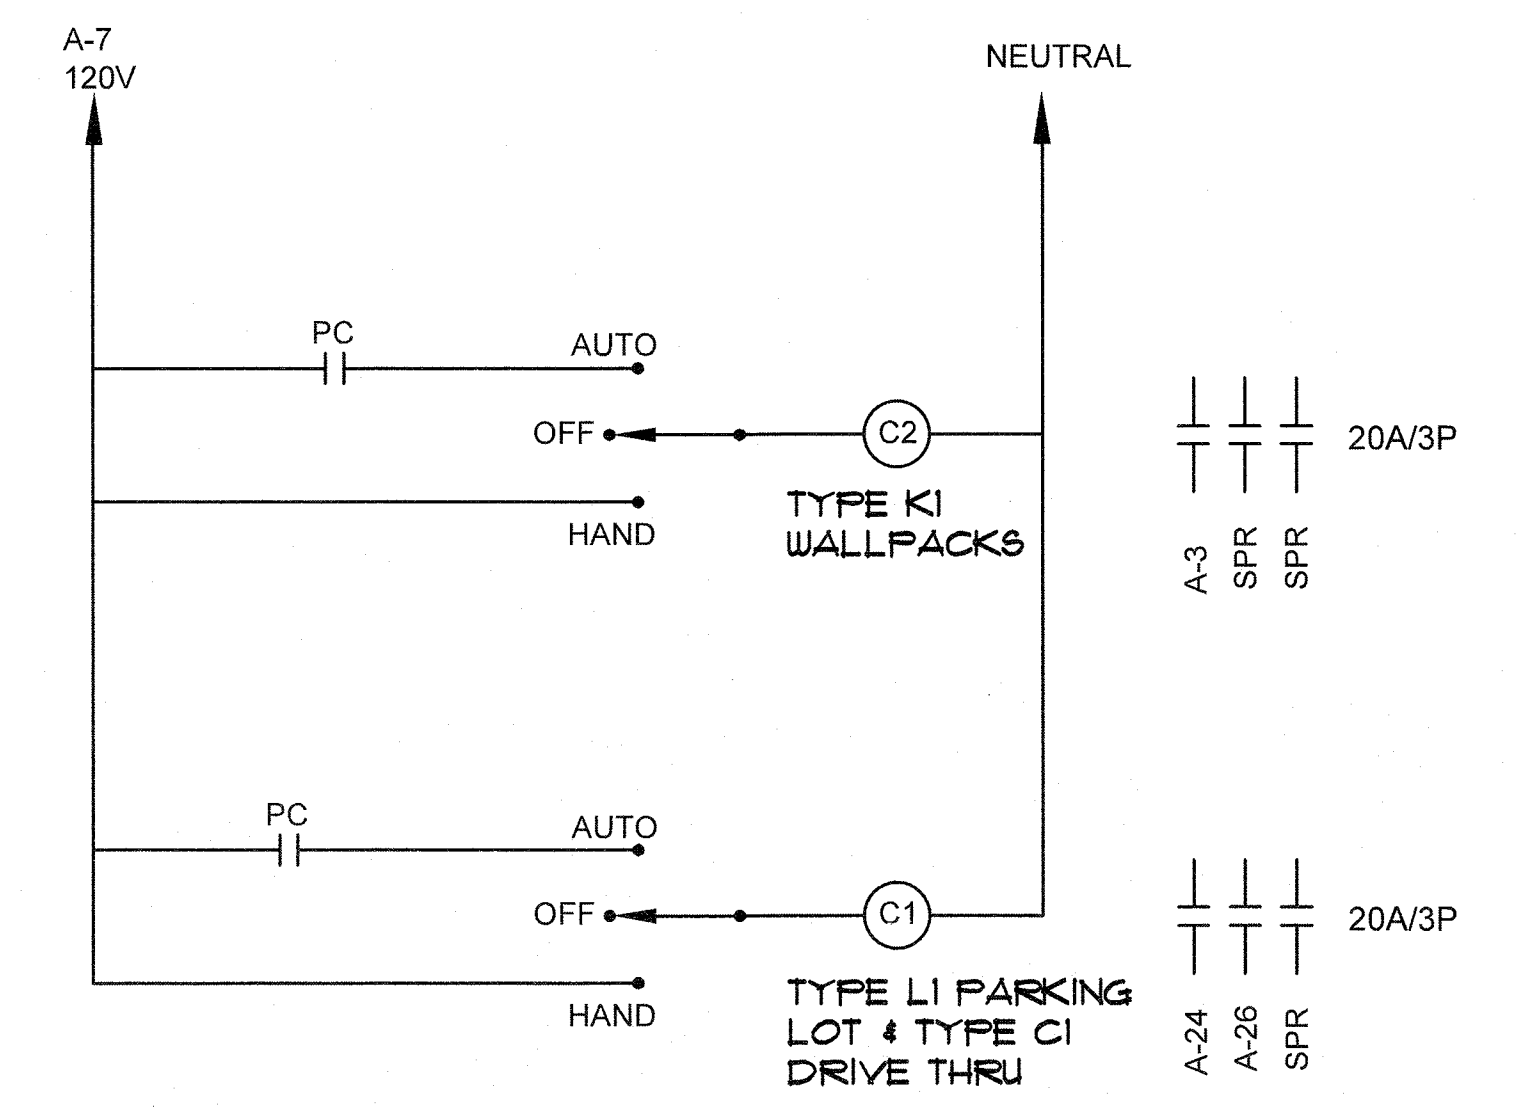 A-7
120V
NEUTRAL
PC
AUTO
OFF
C2
20A/3P
TYPE K1
WALLPACKS
HAND
A-3
SPR
SPR
PC
AUTO
OFF
C1
20A/3P
HAND
TYPE L1 PARKING
LOT & TYPE C1
DRIVE THRU
A-24
A-26
SPR